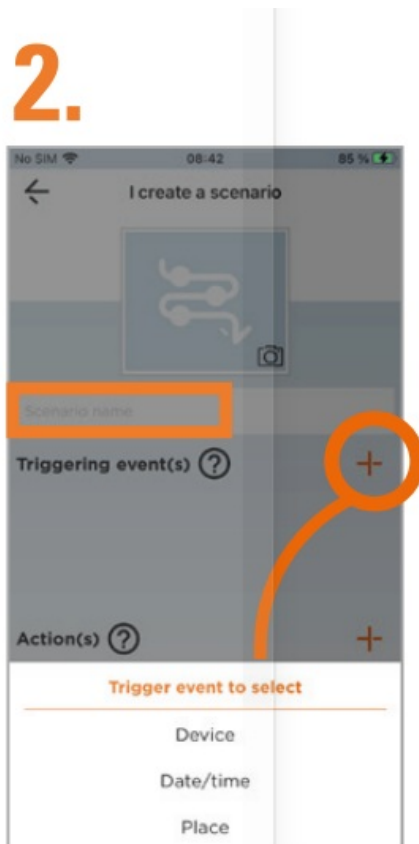 2.
No SIM 08:42 85 %
I create a scenario
Scenario name
Triggering event(s) ?
Action(s) ?
Trigger event to select
Device
Date/time
Place